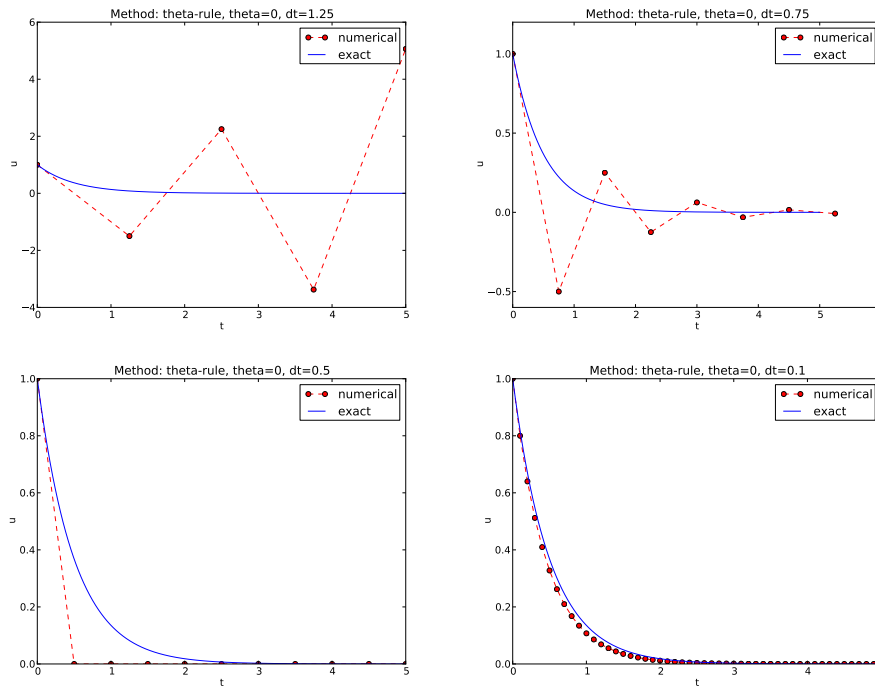 Method: theta-rule, theta=0, dt=1.25
numerical
exact
6
4
2
0
−2
−4
u
0 1 2 3 4 5
t
Method: theta-rule, theta=0, dt=0.75
numerical
exact
1.0
0.5
0.0
−0.5
u
0 1 2 3 4 5
t
Method: theta-rule, theta=0, dt=0.5
numerical
exact
1.0
0.8
0.6
0.4
0.2
0.0
u
0 1 2 3 4 5
t
Method: theta-rule, theta=0, dt=0.1
numerical
exact
1.0
0.8
0.6
0.4
0.2
0.0
u
0 1 2 3 4
t